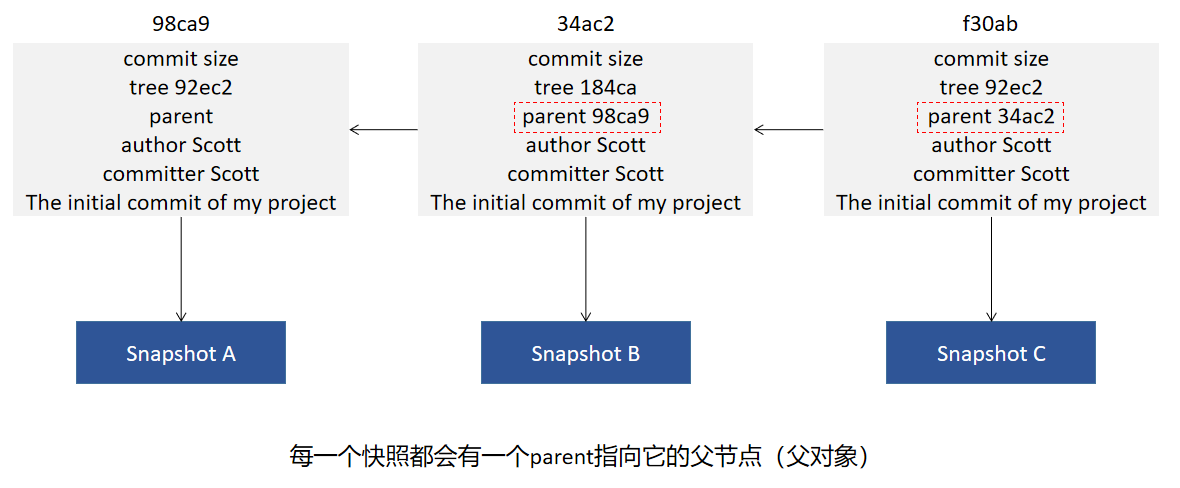 98ca9
commit size
tree 92ec2
parent
author Scott
committer Scott
The initial commit of my project
Snapshot A
34ac2
commit size
tree 184ca
parent 98ca9
author Scott
committer Scott
The initial commit of my project
Snapshot B
f30ab
commit size
tree 92ec2
parent 34ac2
author Scott
committer Scott
The initial commit of my project
Snapshot C
每一个快照都会有一个parent指向它的父节点（父对象）